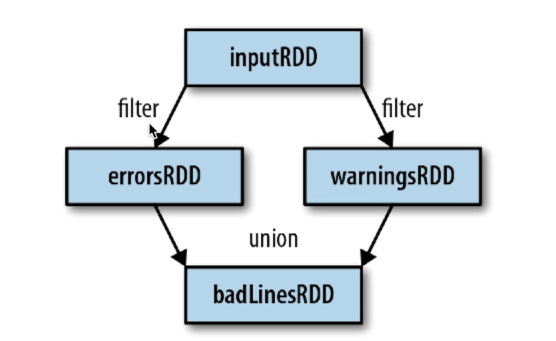 inputRDD
filter
filter
errorsRDD
warningsRDD
union
badLinesRDD